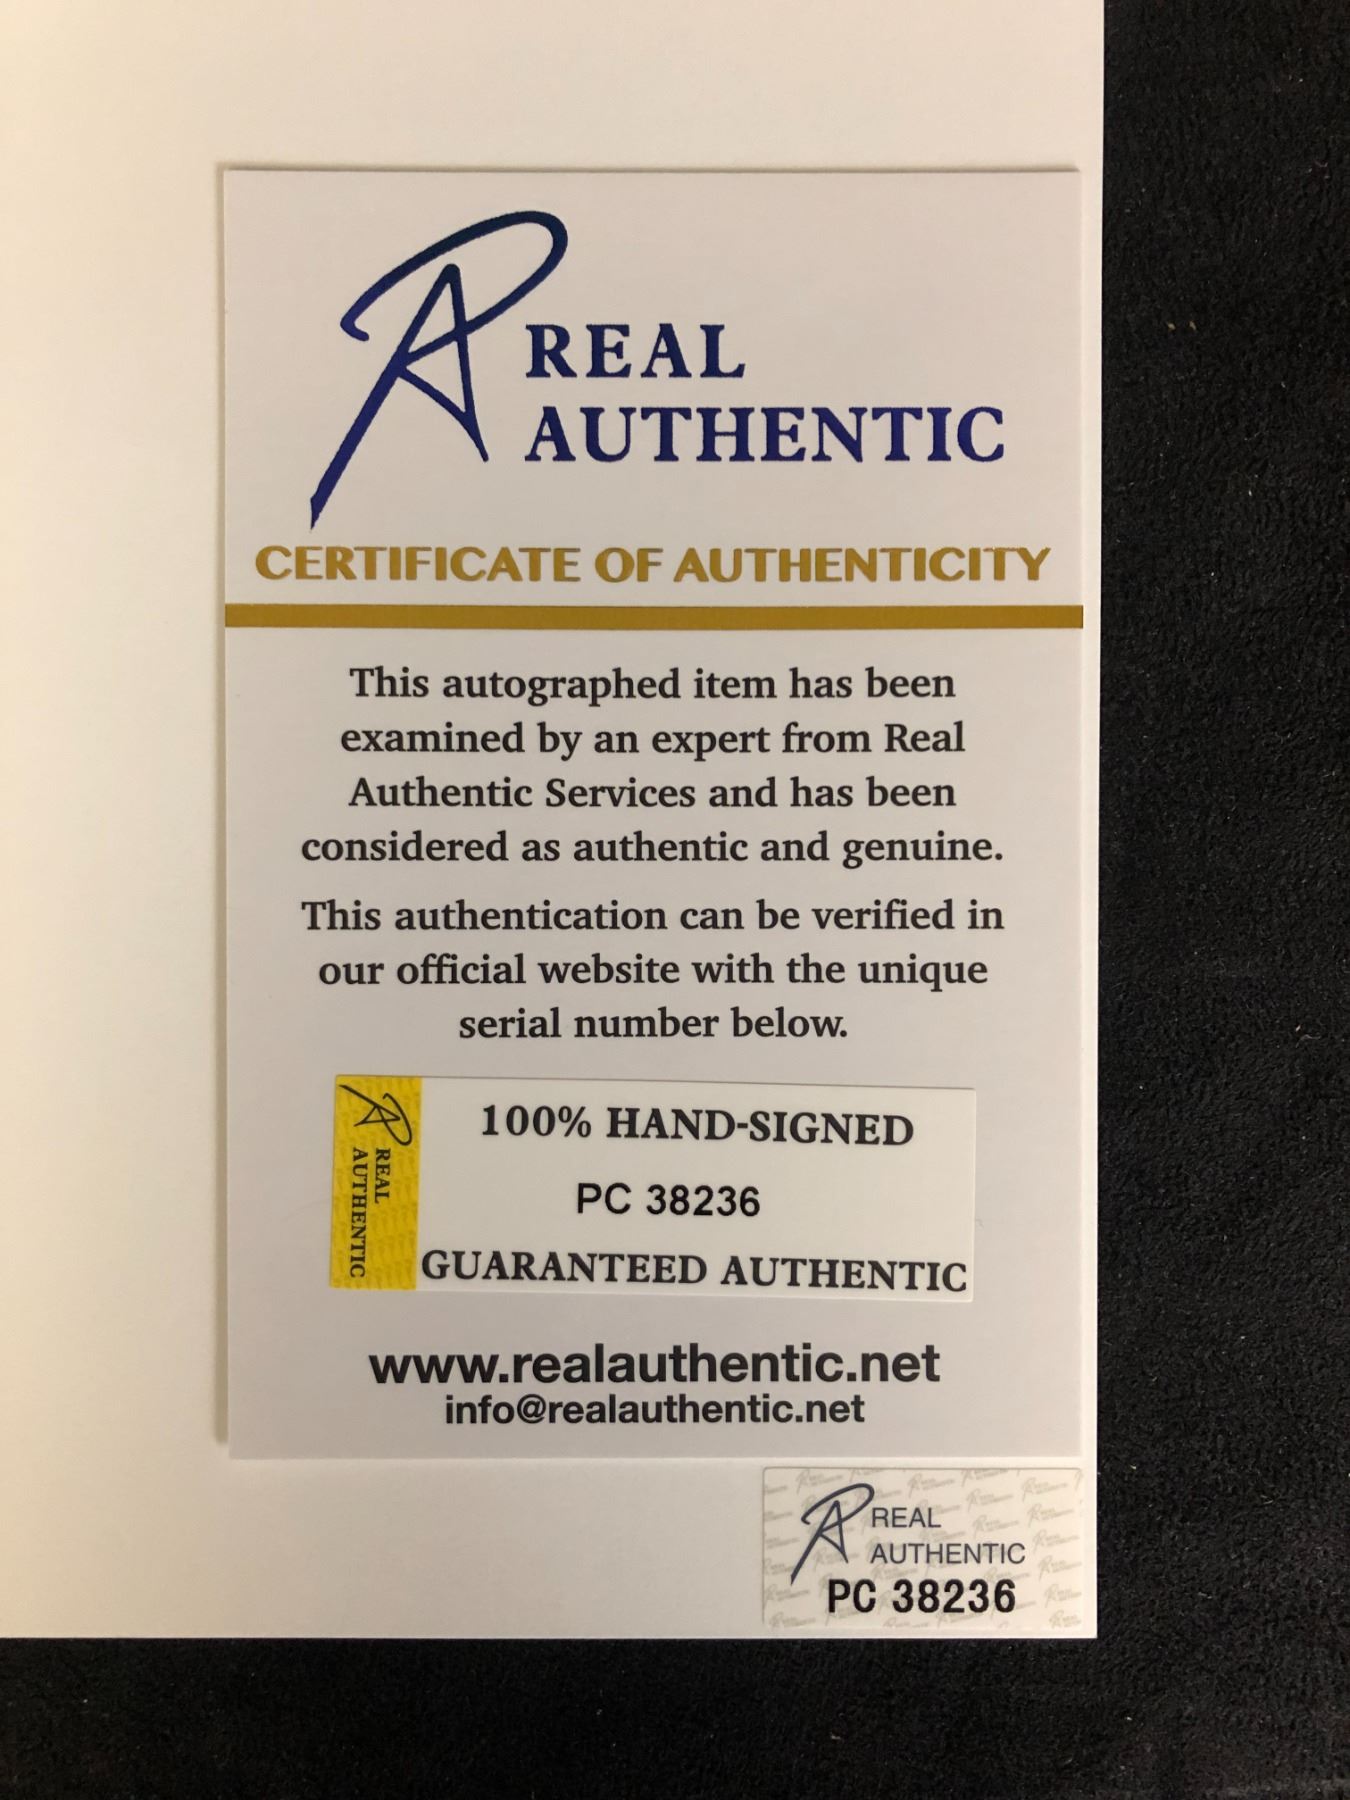 REAL
AUTHENTIC
CERTIFICATE OF AUTHENTICITY
This autographed item has been
examined by an expert from Real
Authentic Services and has been
considered as authentic and genuine.
This authentication can be verified in
our official website with the unique
serial number below.
REAL
AUTHENTIC
100% HAND-SIGNED
PC 38236
GUARANTEED AUTHENTIC
www.realauthentic.net
info@realauthentic.net
REAL
AUTHENTIC
PC 38236